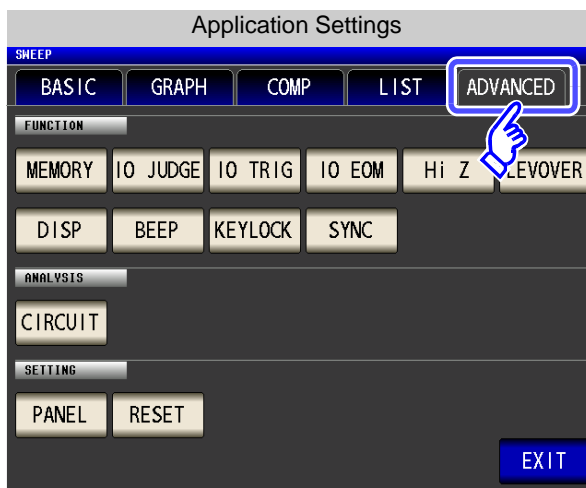 Application Settings
SWEEP
BASIC GRAPH COMP LIST ADVANCED
FUNCTION
MEMORY IO JUDGE IO TRIG IO EOM Hi Z LEVOVER
DISP BEEP KEYLOCK SYNC
ANALYSIS
CIRCUIT
SETTING
PANEL RESET
EXIT